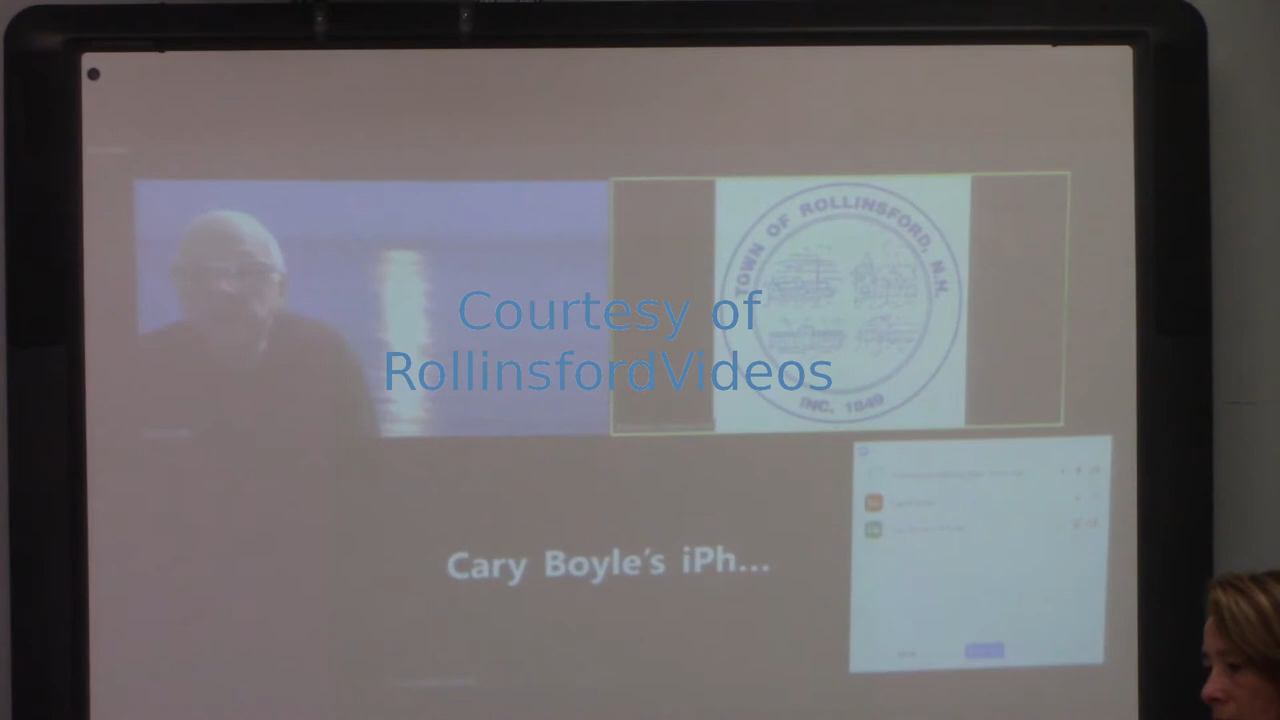 TOWN OF ROLLINSFORD, N.H.
INC. 1849
Courtesy of
RollinsfordVideos
Cary Boyle's iPh...